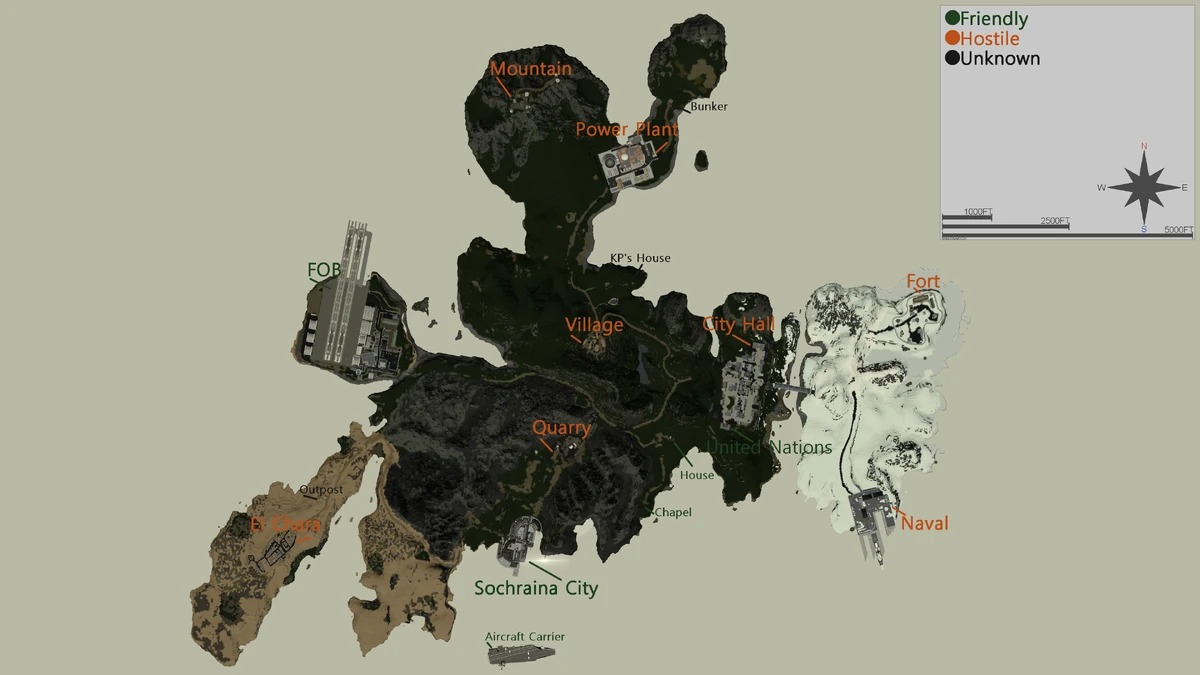 Friendly
Hostile
Unknown
Mountain
Bunker
Power Plant
N
W
E
S
1000FT
2500FT
5000FT
KP's House
FOB
Fort
Village
City Hall
Quarry
United Nations
House
Outpost
Chapel
El Chara
Naval
Sochraina City
Aircraft Carrier